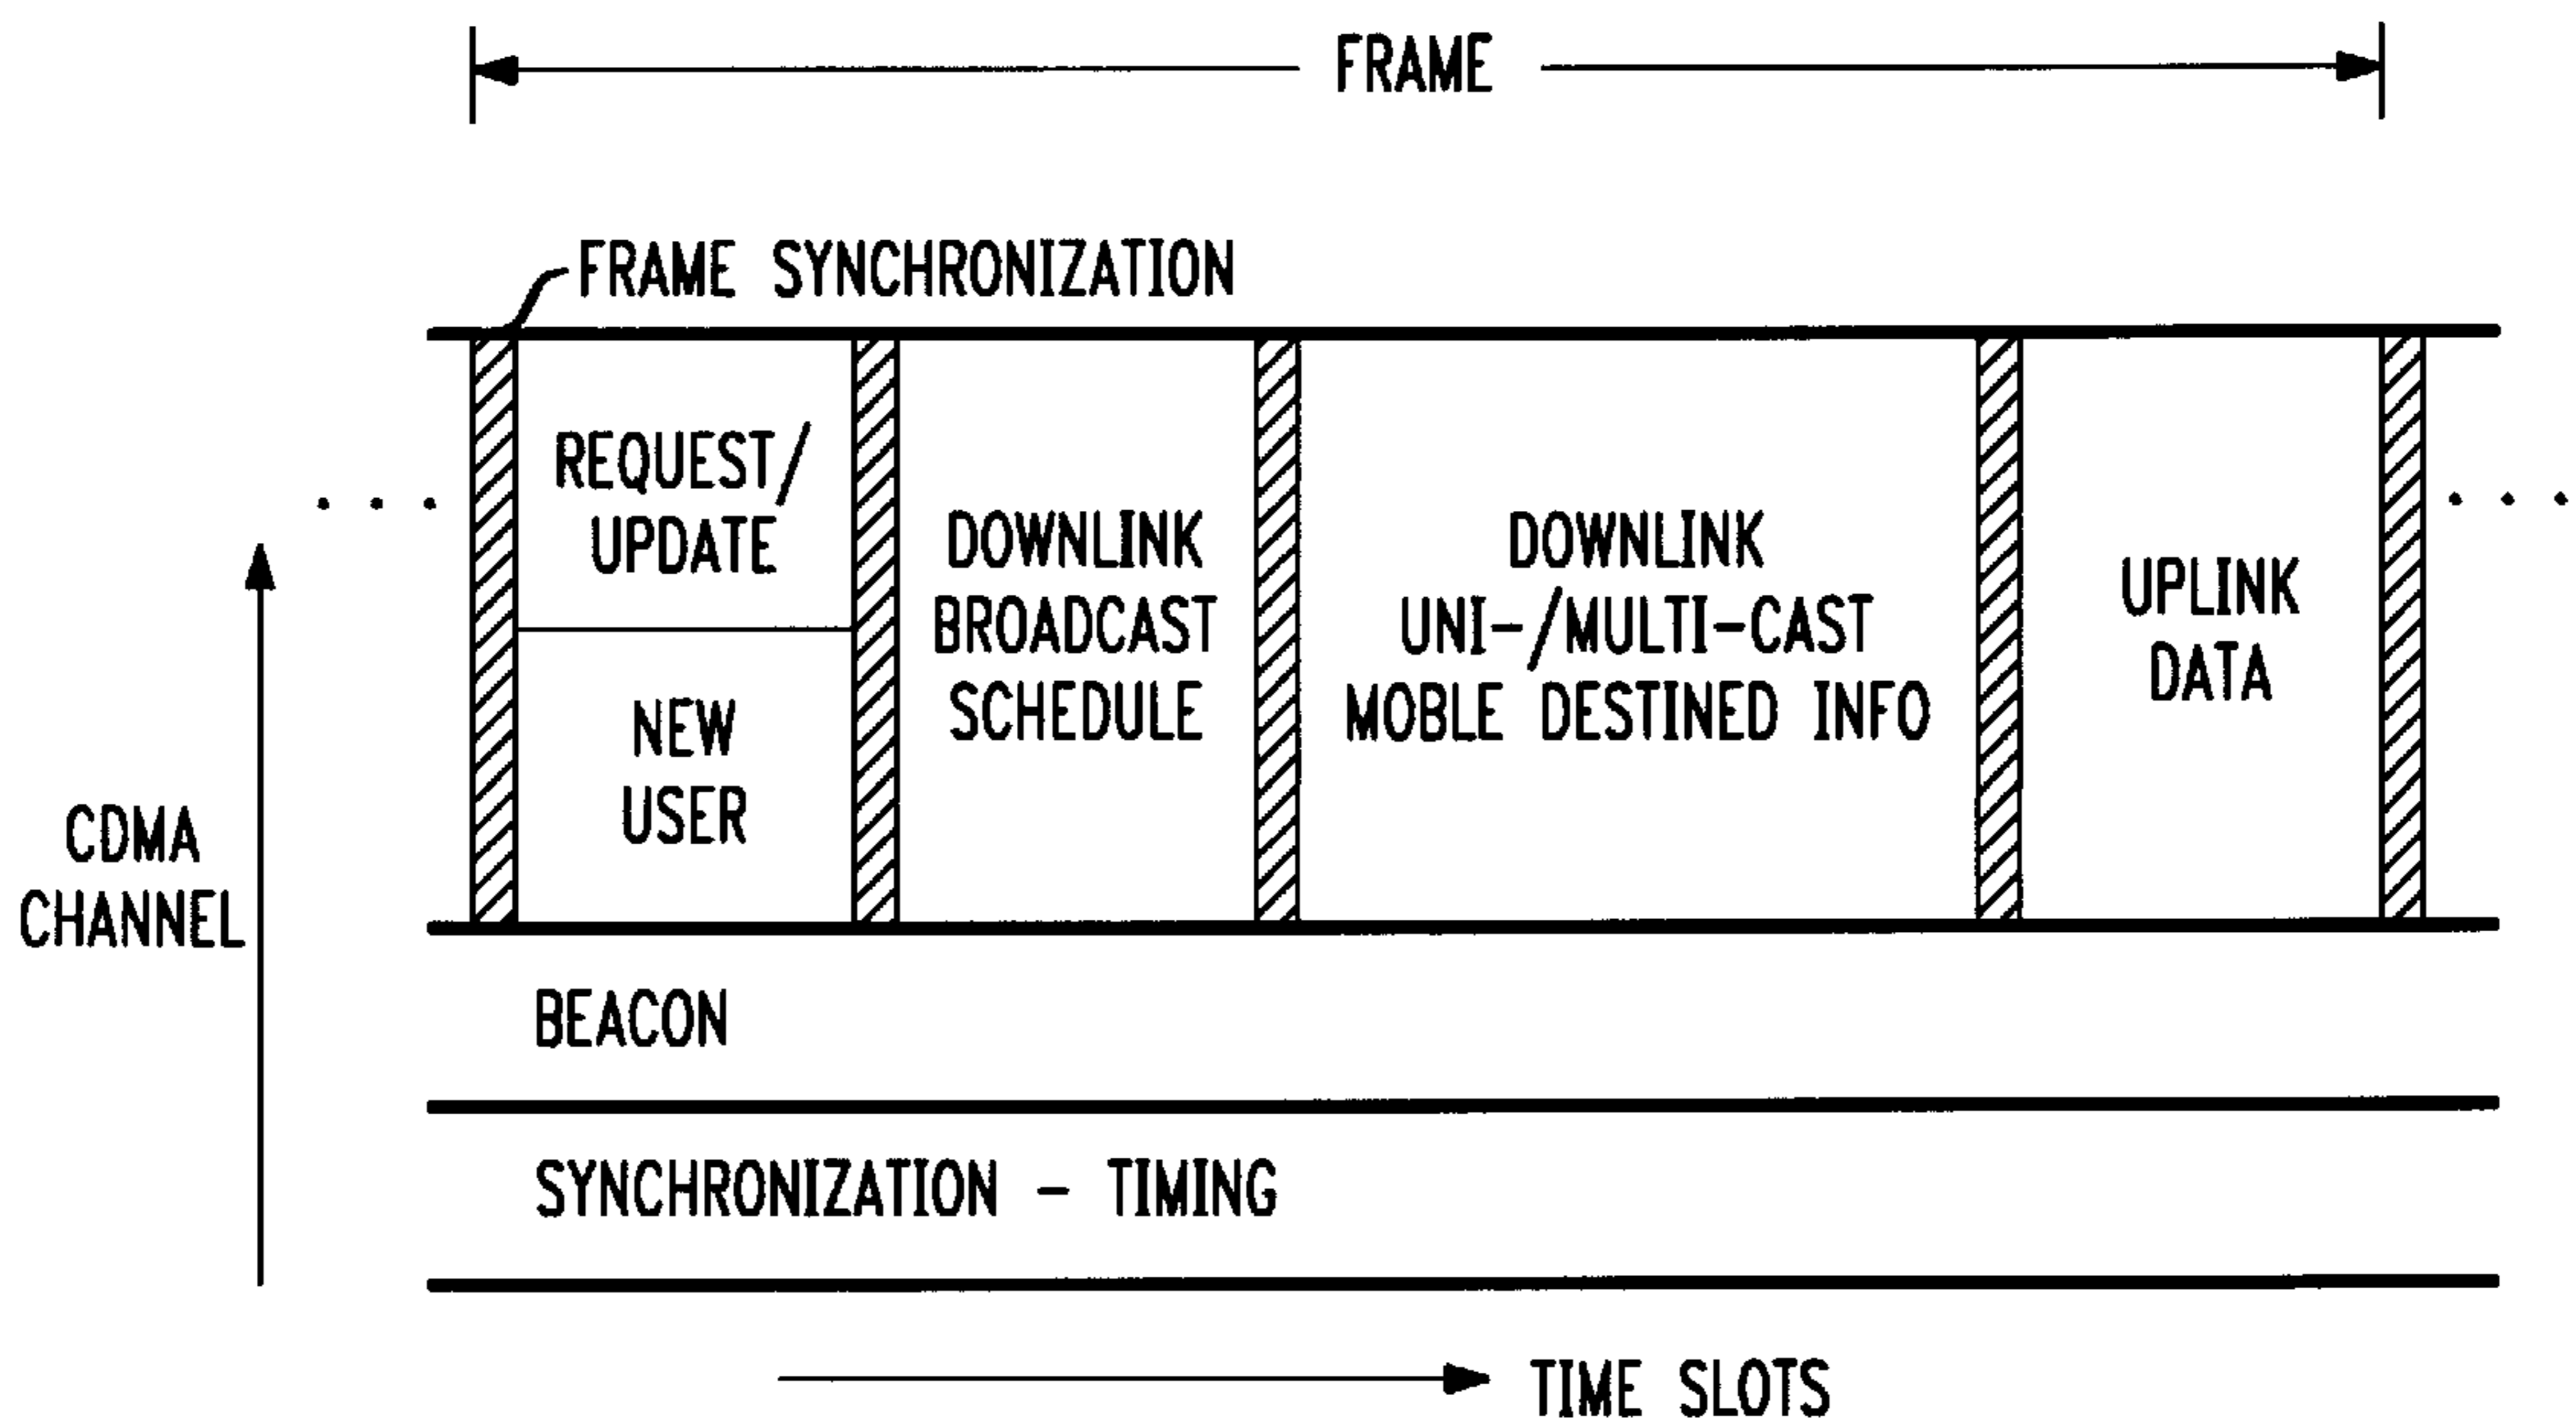 FRAME
FRAME SYNCHRONIZATION
REQUEST/
UPDATE
NEW
USER
DOWNLINK
BROADCAST
SCHEDULE
DOWNLINK
UNI-/MULTI-CAST
MOBLE DESTINED INFO
UPLINK
DATA
CDMA
CHANNEL
BEACON
SYNCHRONIZATION - TIMING
TIME SLOTS